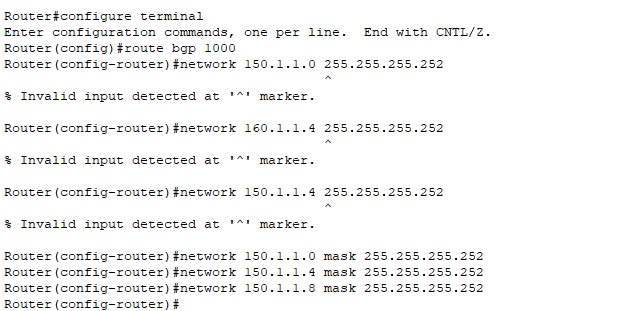 Router#configure terminal
Enter configuration commands, one per line.  End with CNTL/Z.
Router(config)#route bgp 1000
Router(config-router)#network 150.1.1.0 255.255.255.252
^
% Invalid input detected at '^' marker.
Router(config-router)#network 160.1.1.4 255.255.255.252
^
% Invalid input detected at '^' marker.
Router(config-router)#network 150.1.1.4 255.255.255.252
^
% Invalid input detected at '^' marker.
Router(config-router)#network 150.1.1.0 mask 255.255.255.252
Router(config-router)#network 150.1.1.4 mask 255.255.255.252
Router(config-router)#network 150.1.1.8 mask 255.255.255.252
Router(config-router)#